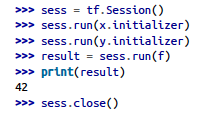 >>> sess = tf.Session()
>>> sess.run(x.initializer)
>>> sess.run(y.initializer)
>>> result = sess.run(f)
>>> print(result)
42
>>> sess.close()